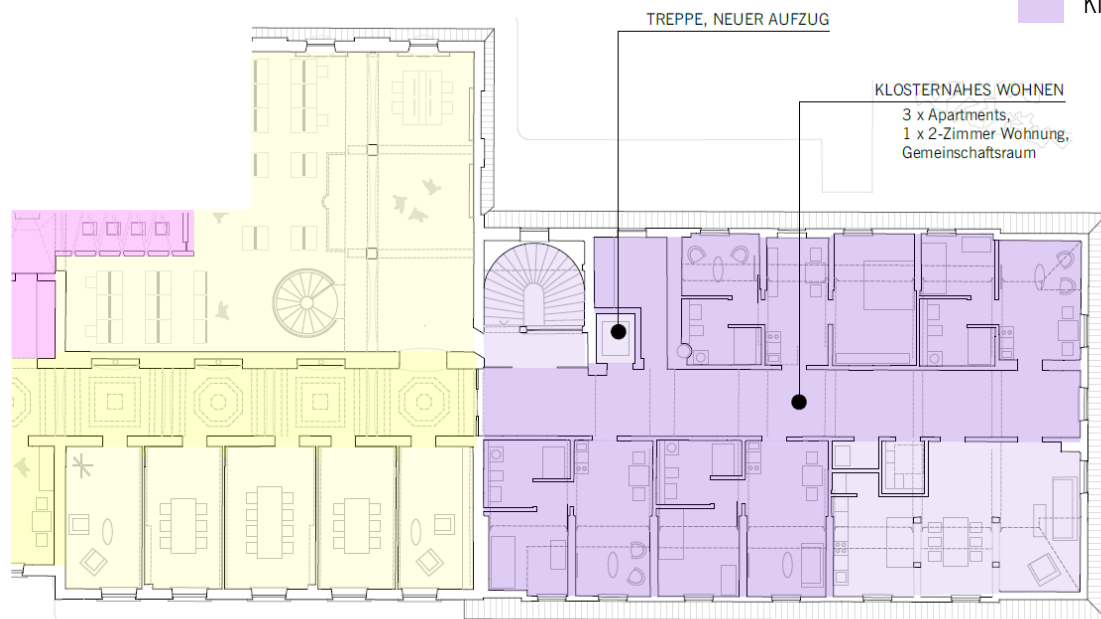 TREPPE, NEUER AUFZUG
KLOSTERNAHES WOHNEN
3 x Apartments,
1 x 2-Zimmer Wohnung,
Gemeinschaftsraum